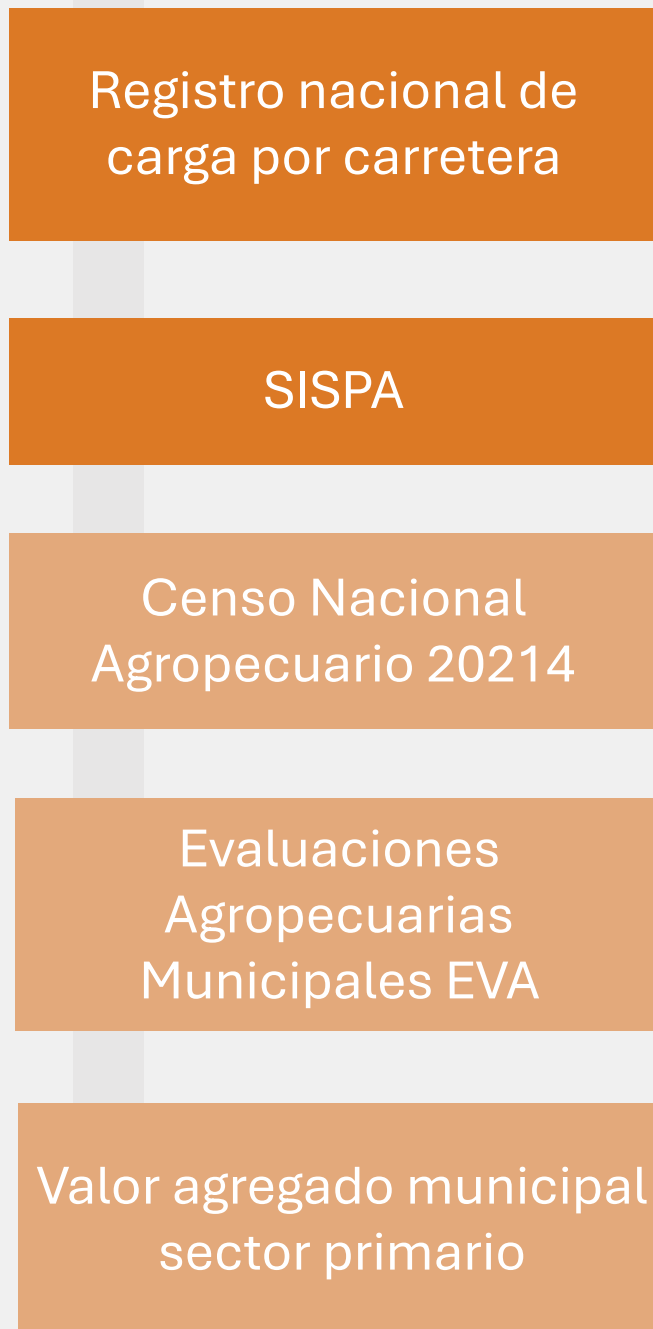 Registro nacional de
carga por carretera
SISPA
Censo Nacional
Agropecuario 20214
Evaluaciones
Agropecuarias
Municipales EVA
Valor agregado municipal
sector primario